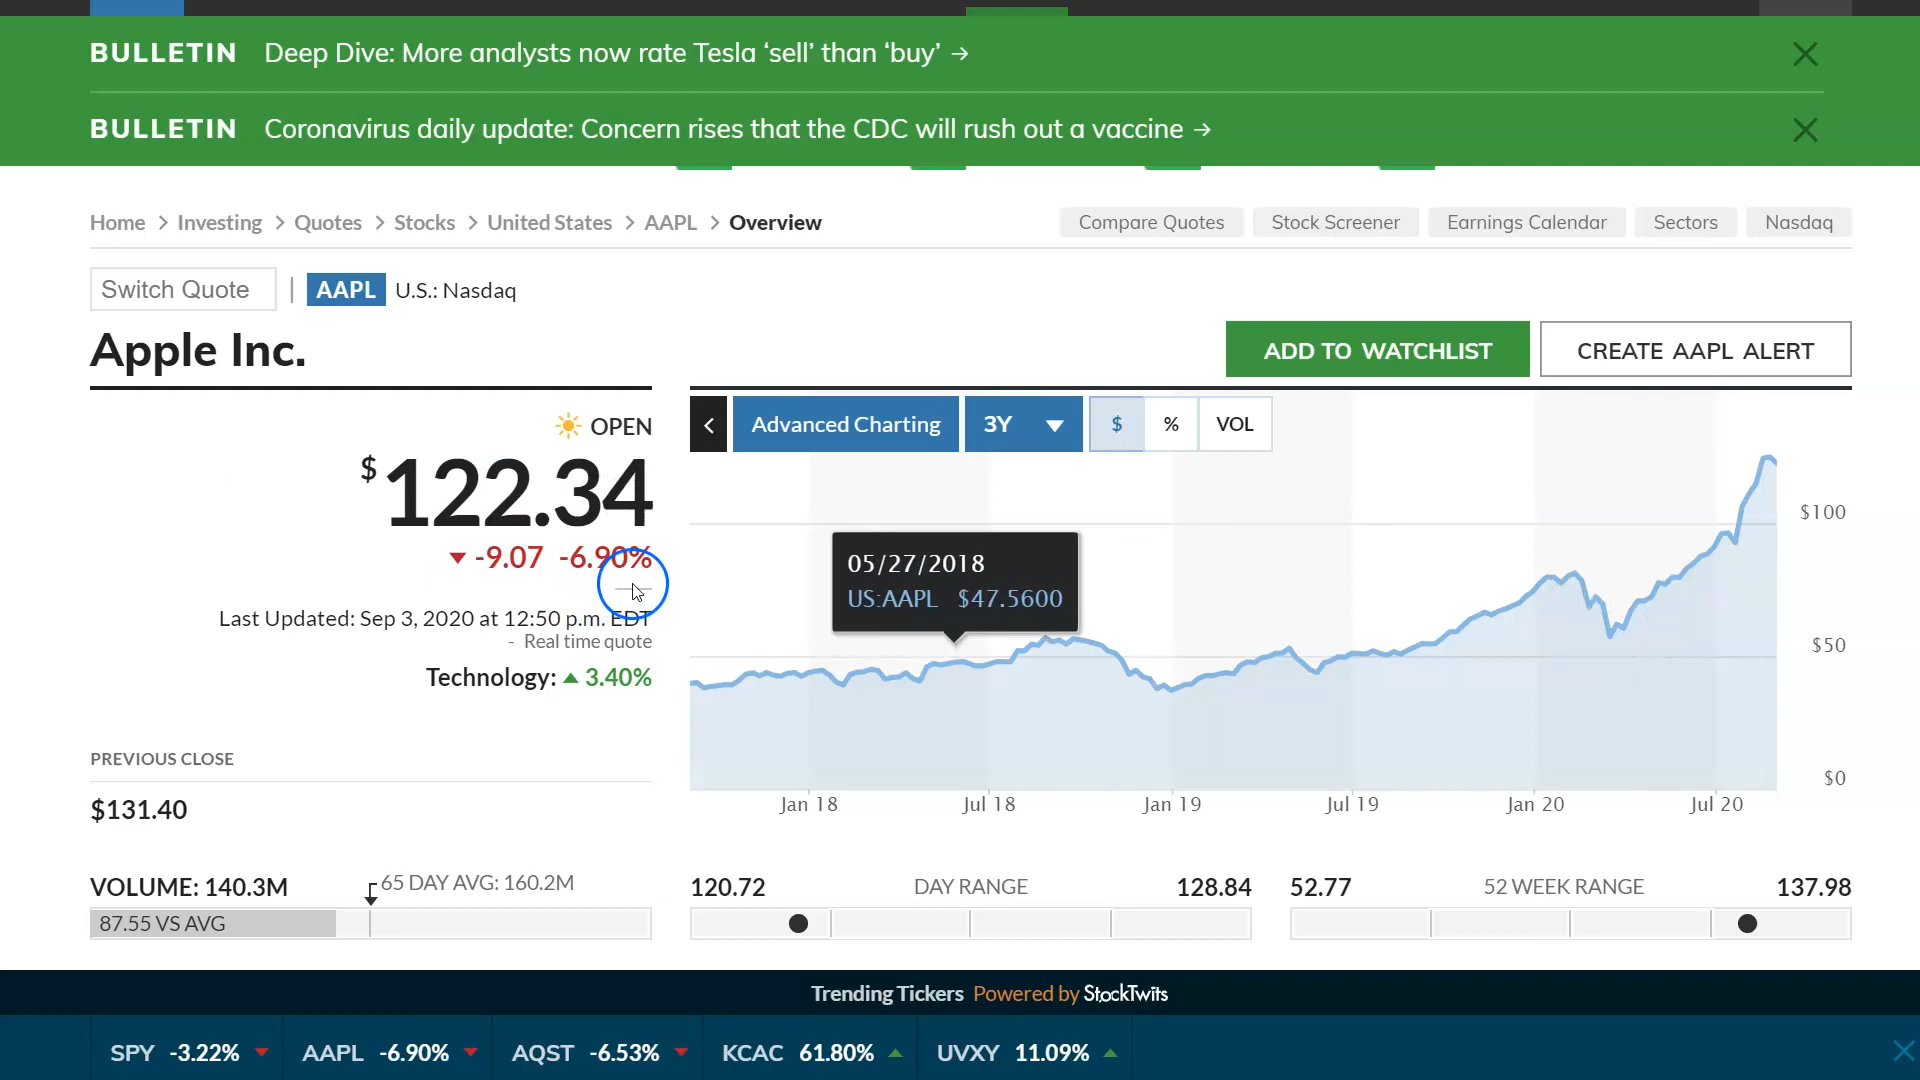 BULLETIN Deep Dive: More analysts now rate Tesla ‘sell’ than ‘buy’ →
BULLETIN Coronavirus daily update: Concern rises that the CDC will rush out a vaccine →
Home > Investing > Quotes > Stocks > United States > AAPL > Overview
Compare Quotes Stock Screener Earnings Calendar Sectors Nasdaq
Switch Quote | AAPL U.S.: Nasdaq
Apple Inc.
ADD TO WATCHLIST CREATE AAPL ALERT
OPEN
$122.34
-9.07 -6.90%
Last Updated: Sep 3, 2020 at 12:50 p.m. EDT
- Real time quote
Technology: 3.40%
PREVIOUS CLOSE
$131.40
Advanced Charting 3Y $ % VOL
05/27/2018
US:AAPL $47.5600
$100
$50
$0
Jan 18 Jul 18 Jan 19 Jul 19 Jan 20 Jul 20
VOLUME: 140.3M 65 DAY AVG: 160.2M
87.55 VS AVG
120.72 DAY RANGE 128.84
52.77 52 WEEK RANGE 137.98
Trending Tickers Powered by StockTwits
SPY -3.22% AAPL -6.90% AQST -6.53% KCAC 61.80% UVXY 11.09%